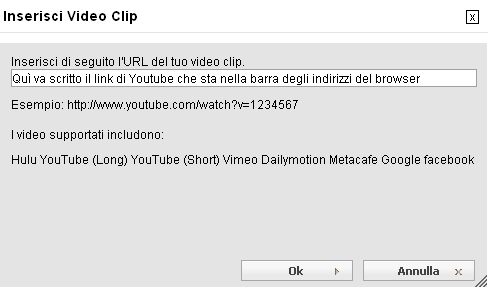 Inserisci Video Clip x
Inserisci di seguito l'URL del tuo video clip.
Quì va scritto il link di Youtube che sta nella barra degli indirizzi del browser
Esempio: http://www.youtube.com/watch?v=1234567
I video supportati includono:
Hulu YouTube (Long) YouTube (Short) Vimeo Dailymotion Metacafe Google facebook
Ok Annulla x